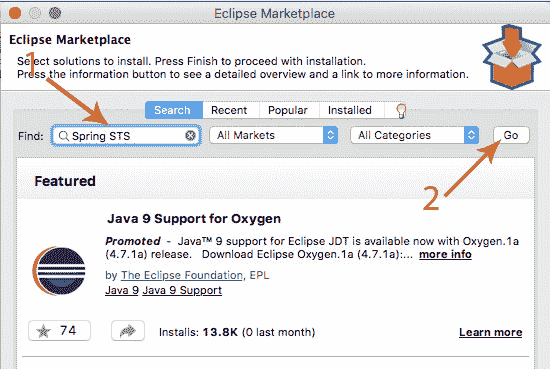 Eclipse Marketplace
Eclipse Marketplace
Select solutions to install. Press Finish to proceed with installation.
Press the information button to see a detailed overview and a link to more information.
1
Search Recent Popular Installed
Find: Spring STS All Markets All Categories Go
2
Featured
Java 9 Support for Oxygen
Promoted - Java™ 9 support for Eclipse JDT is available now with Oxygen.1a
(4.7.1a) release. Download Eclipse Oxygen.1a (4.7.1a):... more info
by The Eclipse Foundation, EPL
Java 9 Java 9 Support
74 Installs: 13.8K (0 last month) Learn more